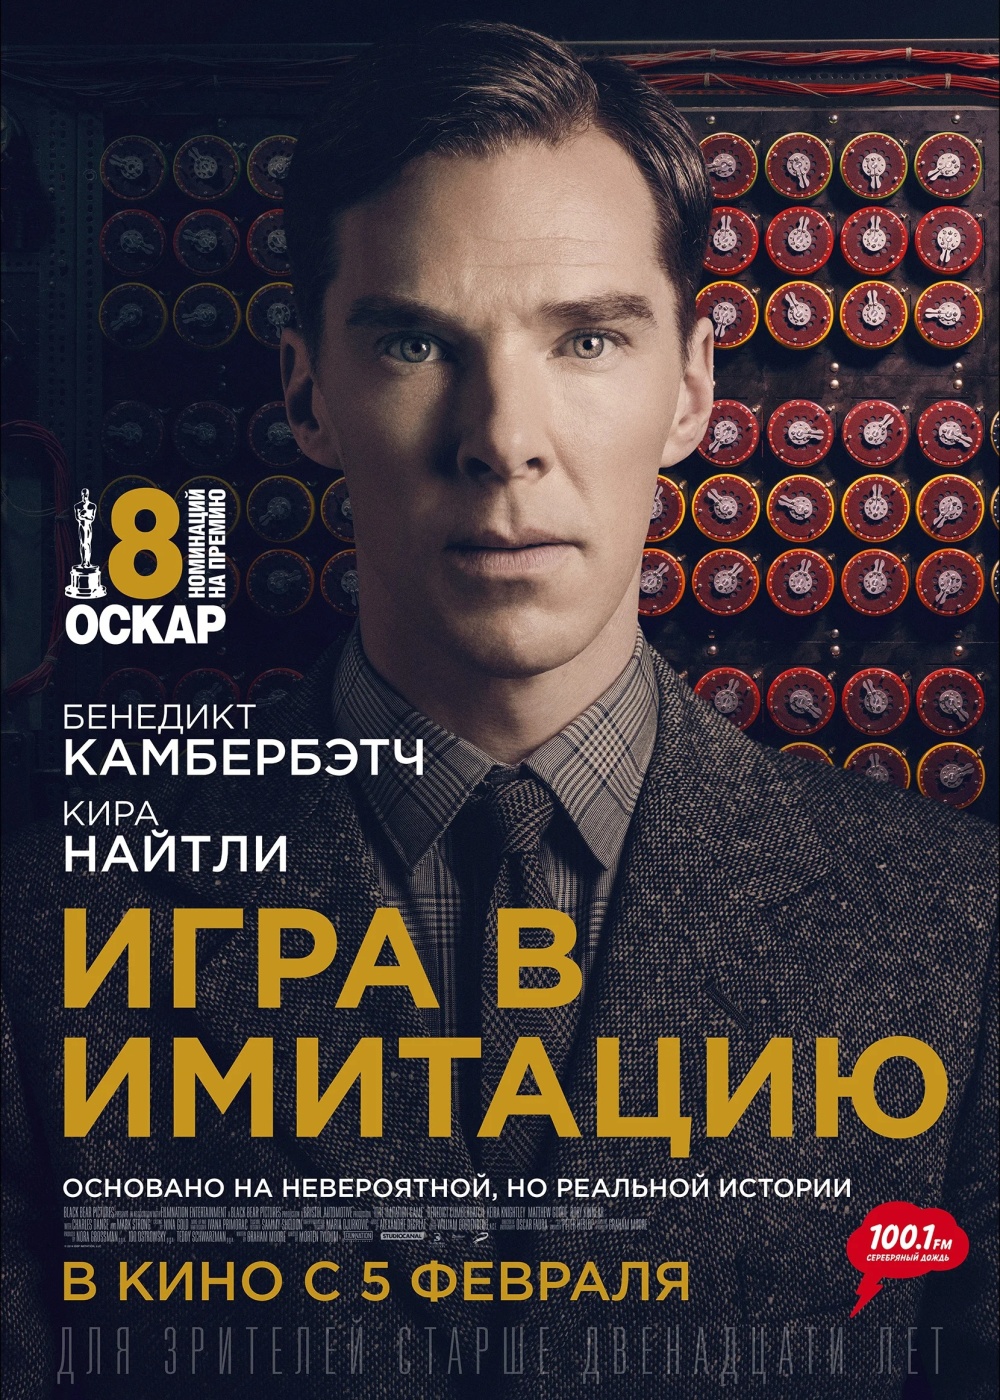 8
НОМИНАЦИЙ
НА ПРЕМИЮ
ОСКАР
БЕНЕДИКТ
КАМБЕРБЭТЧ
КИРА
НАЙТЛИ
ИГРА В
ИМИТАЦИЮ
ОСНОВАНО НА НЕВЕРОЯТНОЙ, НО РЕАЛЬНОЙ ИСТОРИИ
STUDIOCANAL
100.1 FM
СЕРЕБРЯНЫЙ ДОЖДЬ
В КИНО С 5 ФЕВРАЛЯ
ДЛЯ ЗРИТЕЛЕЙ СТАРШЕ ДВЕНАДЦАТИ ЛЕТ